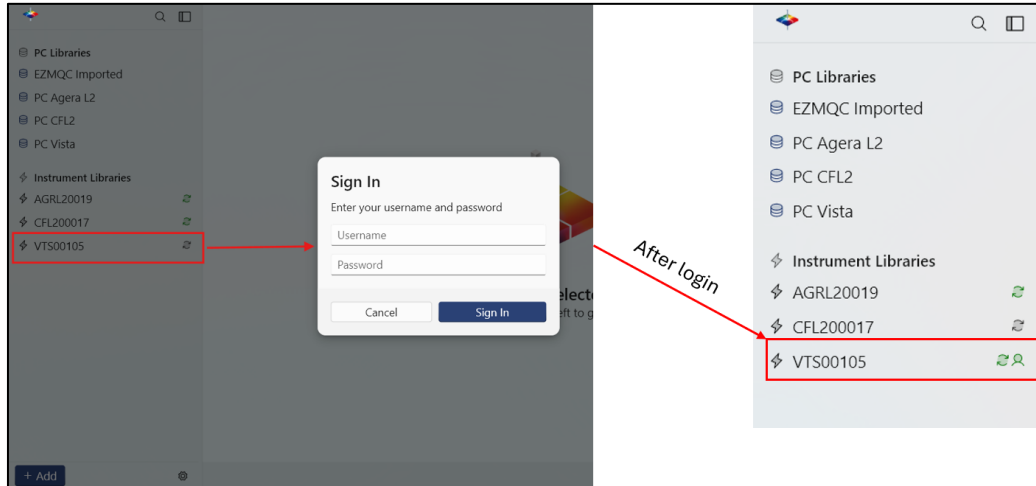 PC Libraries
EZMQC Imported
PC Agera L2
PC CFL2
PC Vista
Instrument Libraries
AGRL20019
CFL200017
VTS00105
+ Add
Sign In
Enter your username and password
Username
Password
Cancel
Sign In
After login
PC Libraries
EZMQC Imported
PC Agera L2
PC CFL2
PC Vista
Instrument Libraries
AGRL20019
CFL200017
VTS00105